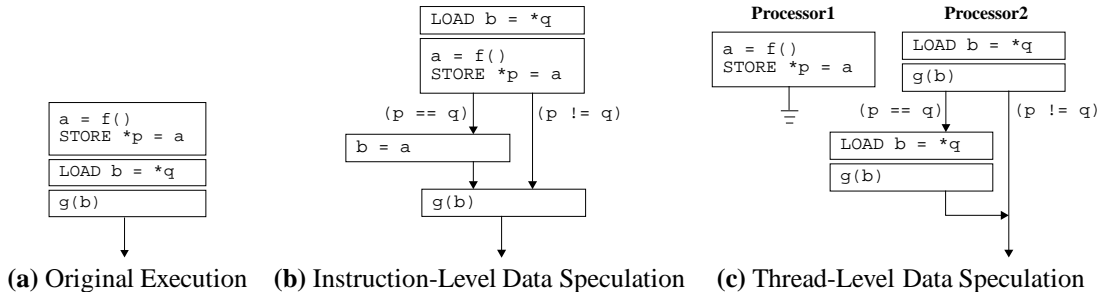 a = f()
STORE *p = a
LOAD b = *q
g(b)
(a) Original Execution
LOAD b = *q
a = f()
STORE *p = a
(p == q)
(p != q)
b = a
g(b)
(b) Instruction-Level Data Speculation
Processor1
Processor2
a = f()
STORE *p = a
LOAD b = *q
g(b)
(p == q)
(p != q)
LOAD b = *q
g(b)
(c) Thread-Level Data Speculation